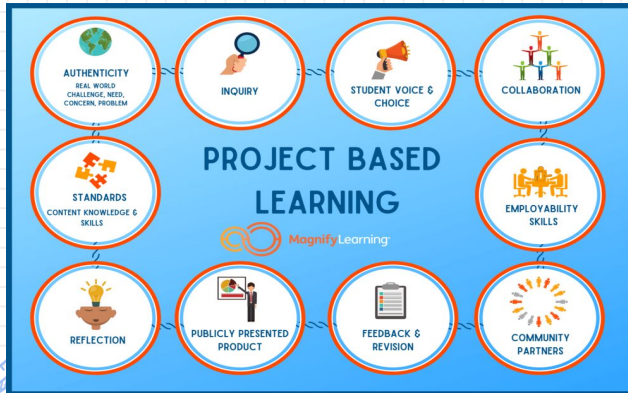 AUTHENTICITY
REAL WORLD
CHALLENGE, NEED,
CONCERN, PROBLEM
INQUIRY
STUDENT VOICE &
CHOICE
COLLABORATION
PROJECT BASED
LEARNING
MagnifyLearning
STANDARDS
CONTENT KNOWLEDGE &
SKILLS
EMPLOYABILITY
SKILLS
REFLECTION
PUBLICLY PRESENTED
PRODUCT
FEEDBACK &
REVISION
COMMUNITY
PARTNERS